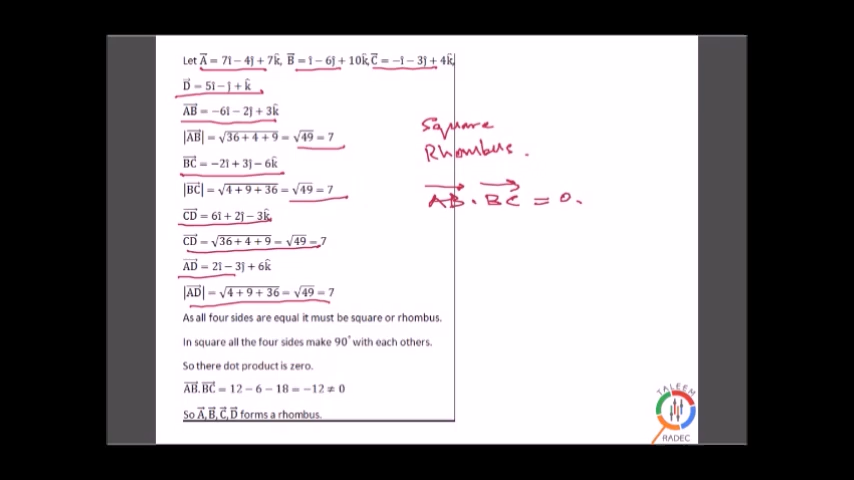 Let A⃗ = 7î − 4ĵ + 7k̂, B⃗ = î − 6ĵ + 10k̂, C⃗ = −î − 3ĵ + 4k̂,
D⃗ = 5î − ĵ + k̂
AB⃗ = −6î − 2ĵ + 3k̂
|AB⃗| = √36 + 4 + 9 = √49 = 7
BC⃗ = −2î + 3ĵ − 6k̂
|BC⃗| = √4 + 9 + 36 = √49 = 7
CD⃗ = 6î + 2ĵ − 3k̂
CD⃗ = √36 + 4 + 9 = √49 = 7
AD⃗ = 2î − 3ĵ + 6k̂
|AD⃗| = √4 + 9 + 36 = √49 = 7
As all four sides are equal it must be square or rhombus.
In square all the four sides make 90° with each others.
So there dot product is zero.
AB⃗. BC⃗ = 12 − 6 − 18 = −12 ≠ 0
So A⃗, B⃗, C⃗, D⃗ forms a rhombus.
Square
Rhombus.
AB⃗ . BC⃗ = 0.
TALEEM
RADEC